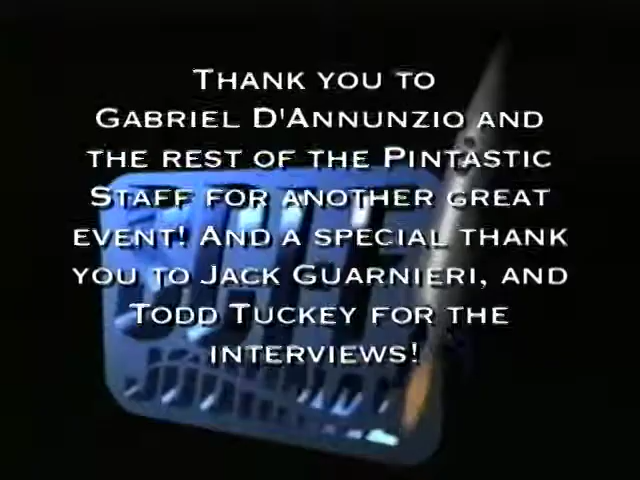 Thank you to
Gabriel D'Annunzio and
the rest of the Pintastic
Staff for another great
event! And a special thank
you to Jack Guarnieri, and
Todd Tuckey for the
interviews!